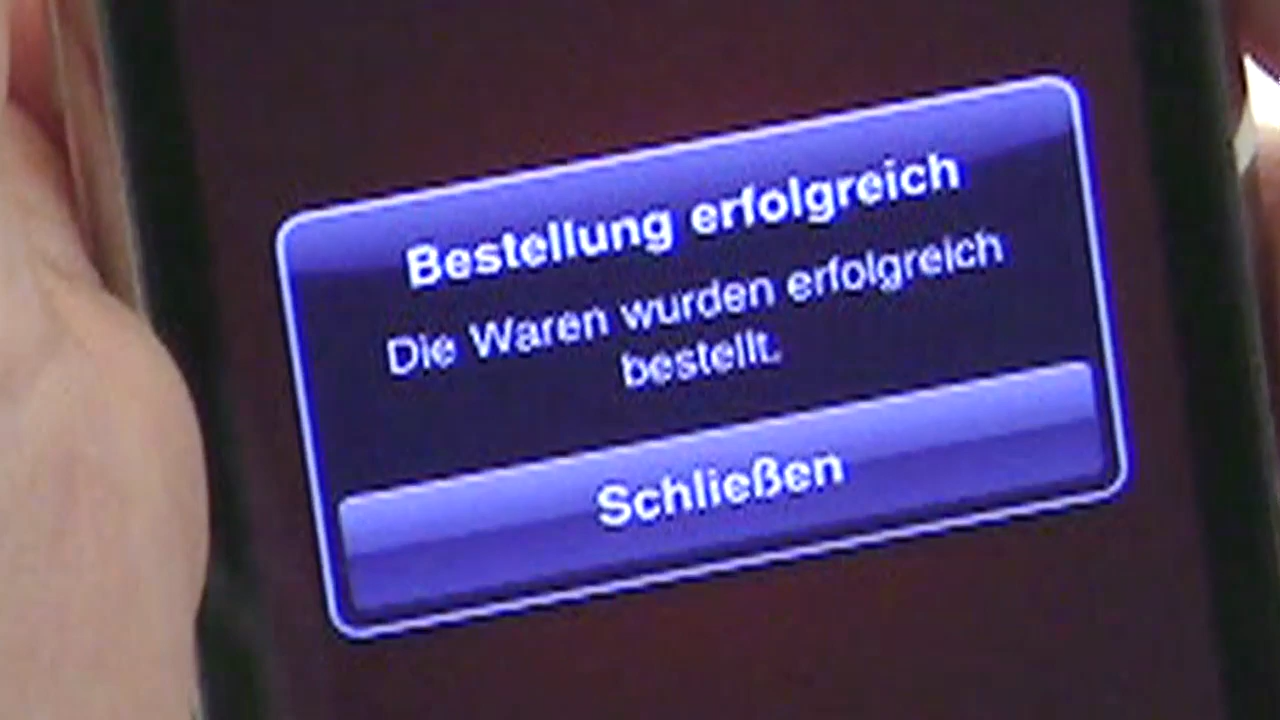 Bestellung erfolgreich
Die Waren wurden erfolgreich
bestellt.
Schließen